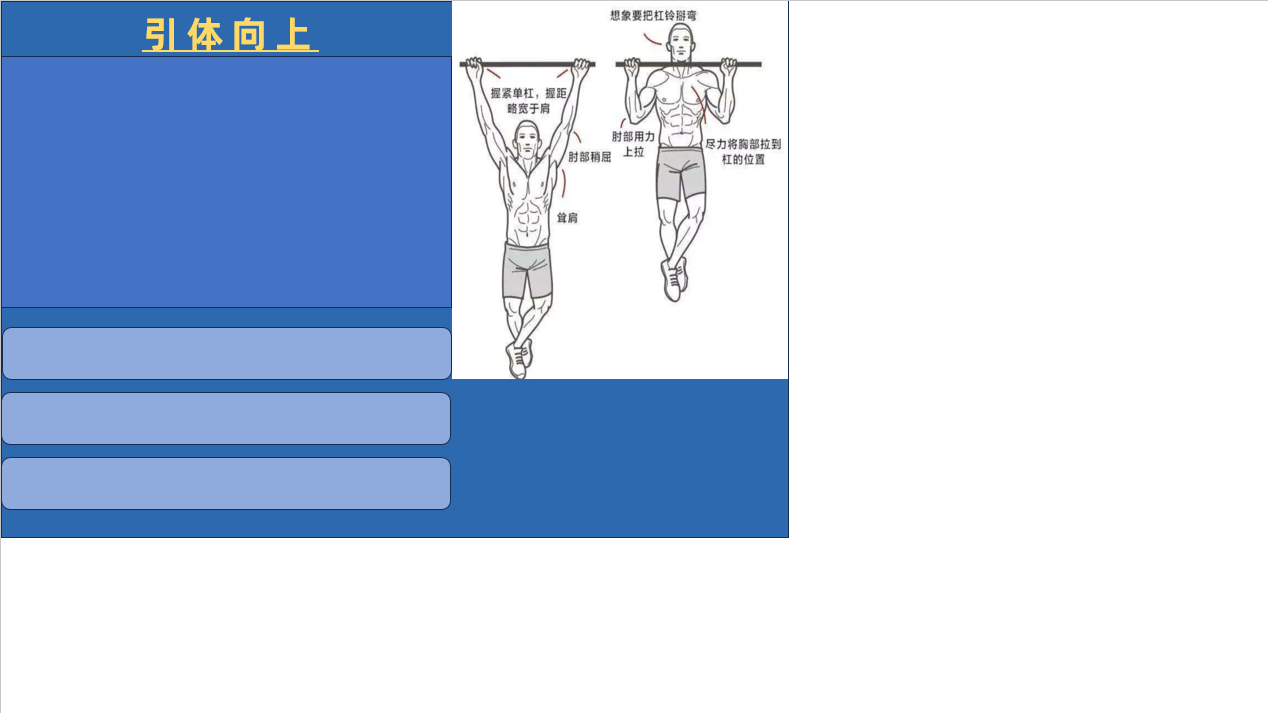 引体向上
想象要把杠铃掰弯
握紧单杠，握距
略宽于肩
肘部稍屈
耸肩
肘部用力
上拉
尽力将胸部拉到
杠的位置